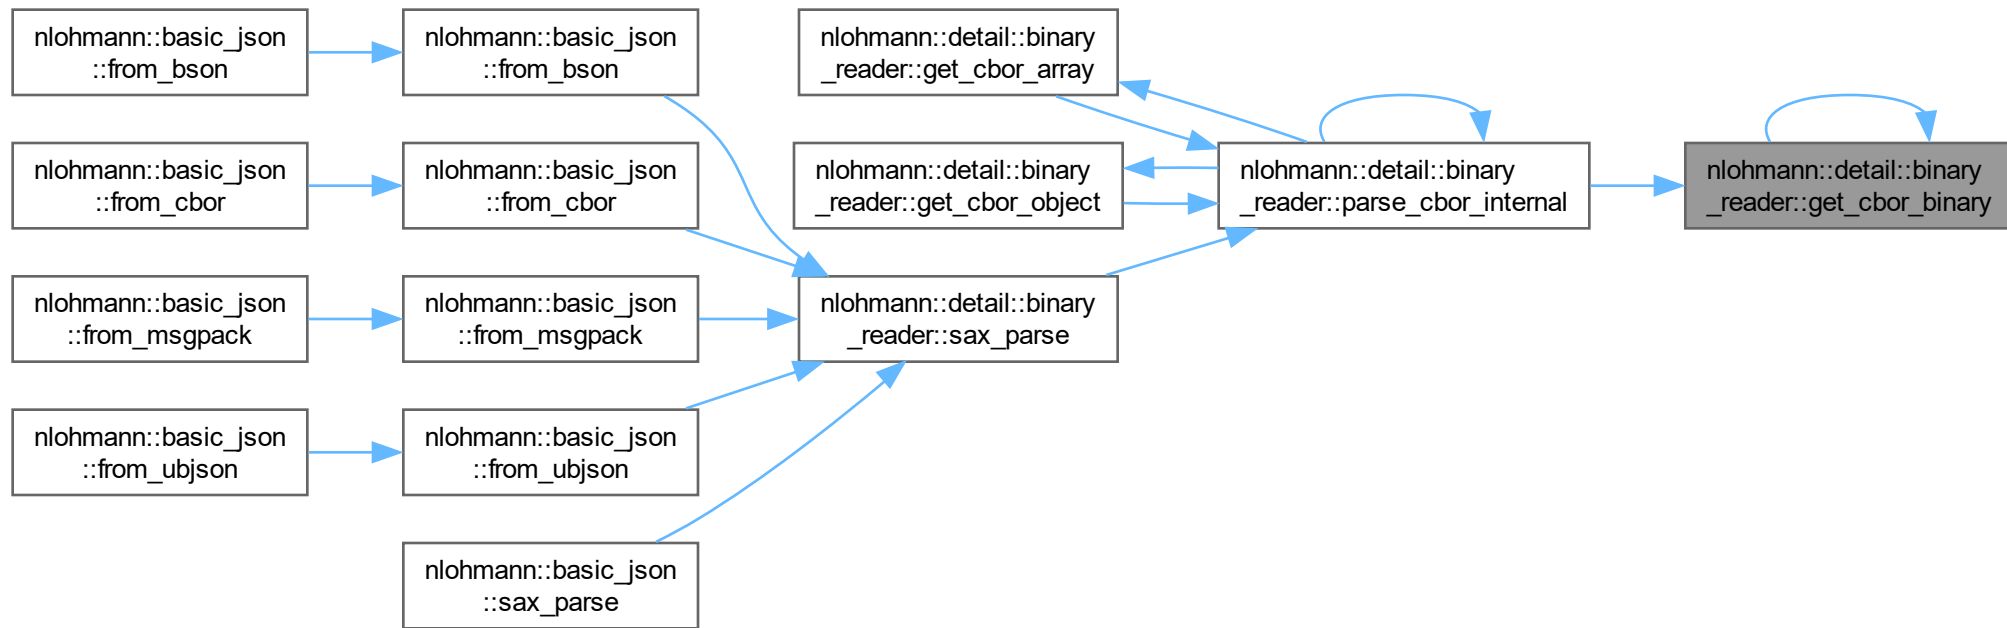 nlohmann::basic_json
::from_bson
nlohmann::basic_json
::from_bson
nlohmann::detail::binary
_reader::get_cbor_array
nlohmann::basic_json
::from_cbor
nlohmann::basic_json
::from_cbor
nlohmann::detail::binary
_reader::get_cbor_object
nlohmann::detail::binary
_reader::parse_cbor_internal
nlohmann::detail::binary
_reader::get_cbor_binary
nlohmann::basic_json
::from_msgpack
nlohmann::basic_json
::from_msgpack
nlohmann::detail::binary
_reader::sax_parse
nlohmann::basic_json
::from_ubjson
nlohmann::basic_json
::from_ubjson
nlohmann::basic_json
::sax_parse